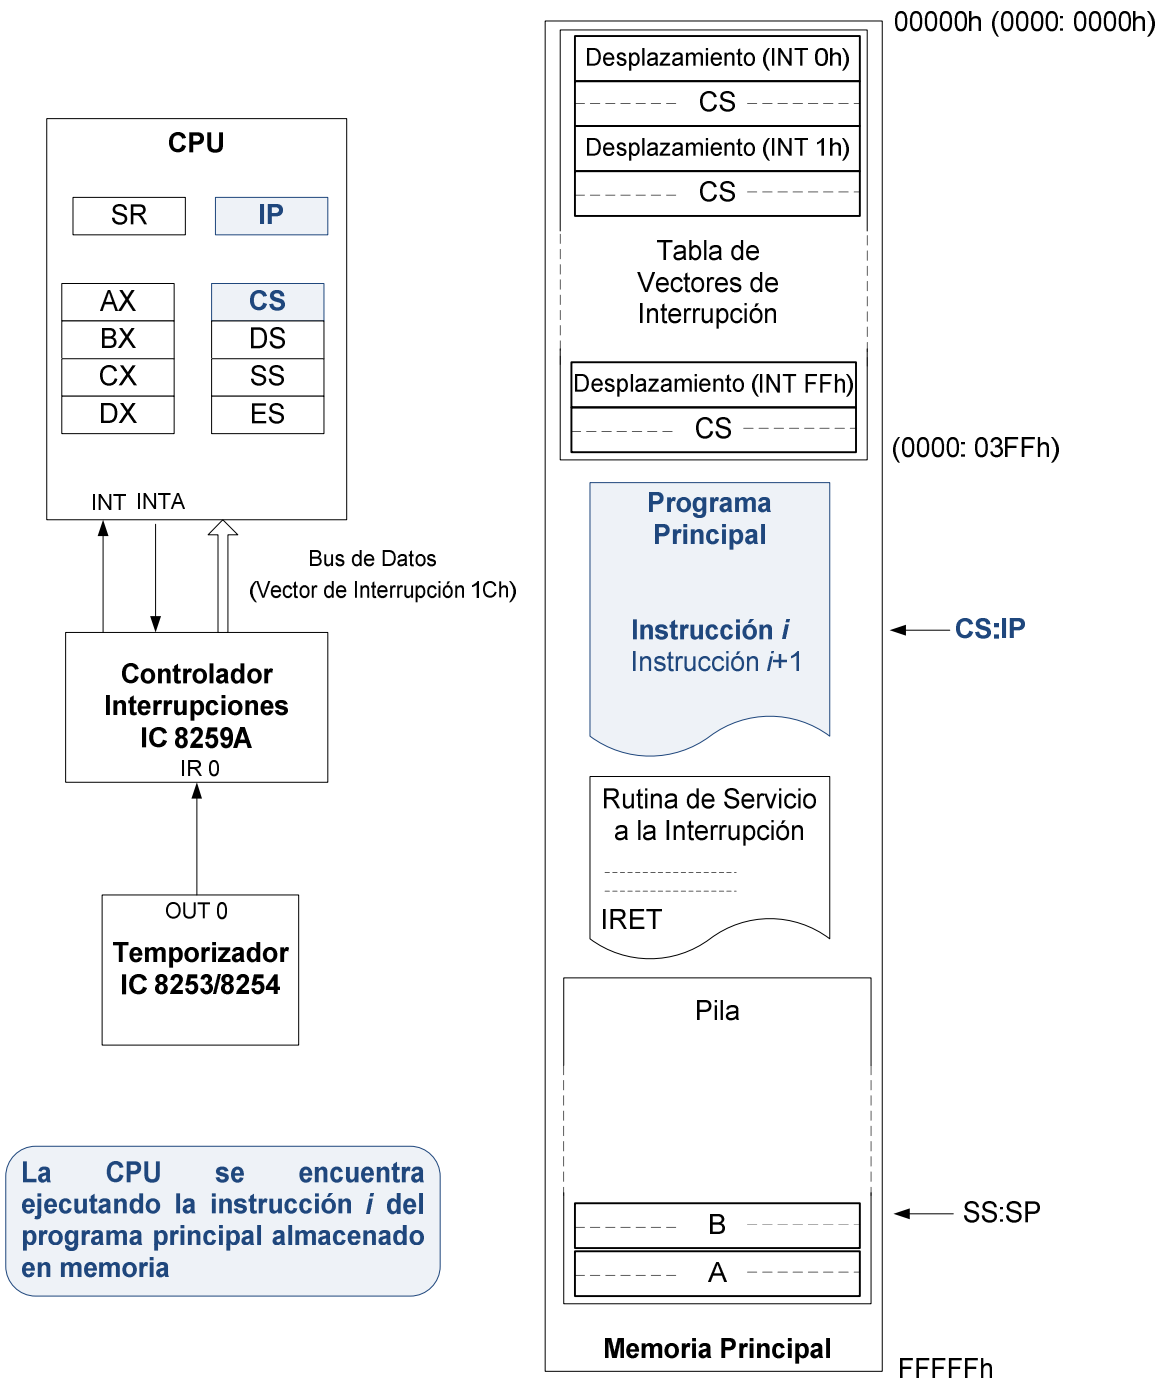 CPU
SR
IP
AX
BX
CX
DX
CS
DS
SS
ES
INT INTA
Bus de Datos
(Vector de Interrupción 1Ch)
Controlador
Interrupciones
IC 8259A
IR 0
OUT 0
Temporizador
IC 8253/8254
La CPU se encuentra
ejecutando la instrucción i del
programa principal almacenado
en memoria
00000h (0000: 0000h)
Desplazamiento (INT 0h)
CS
Desplazamiento (INT 1h)
CS
Tabla de
Vectores de
Interrupción
Desplazamiento (INT FFh)
CS
(0000: 03FFh)
Programa
Principal
Instrucción i
Instrucción i+1
CS:IP
Rutina de Servicio
a la Interrupción
IRET
Pila
B
A
SS:SP
Memoria Principal
FFFFFh